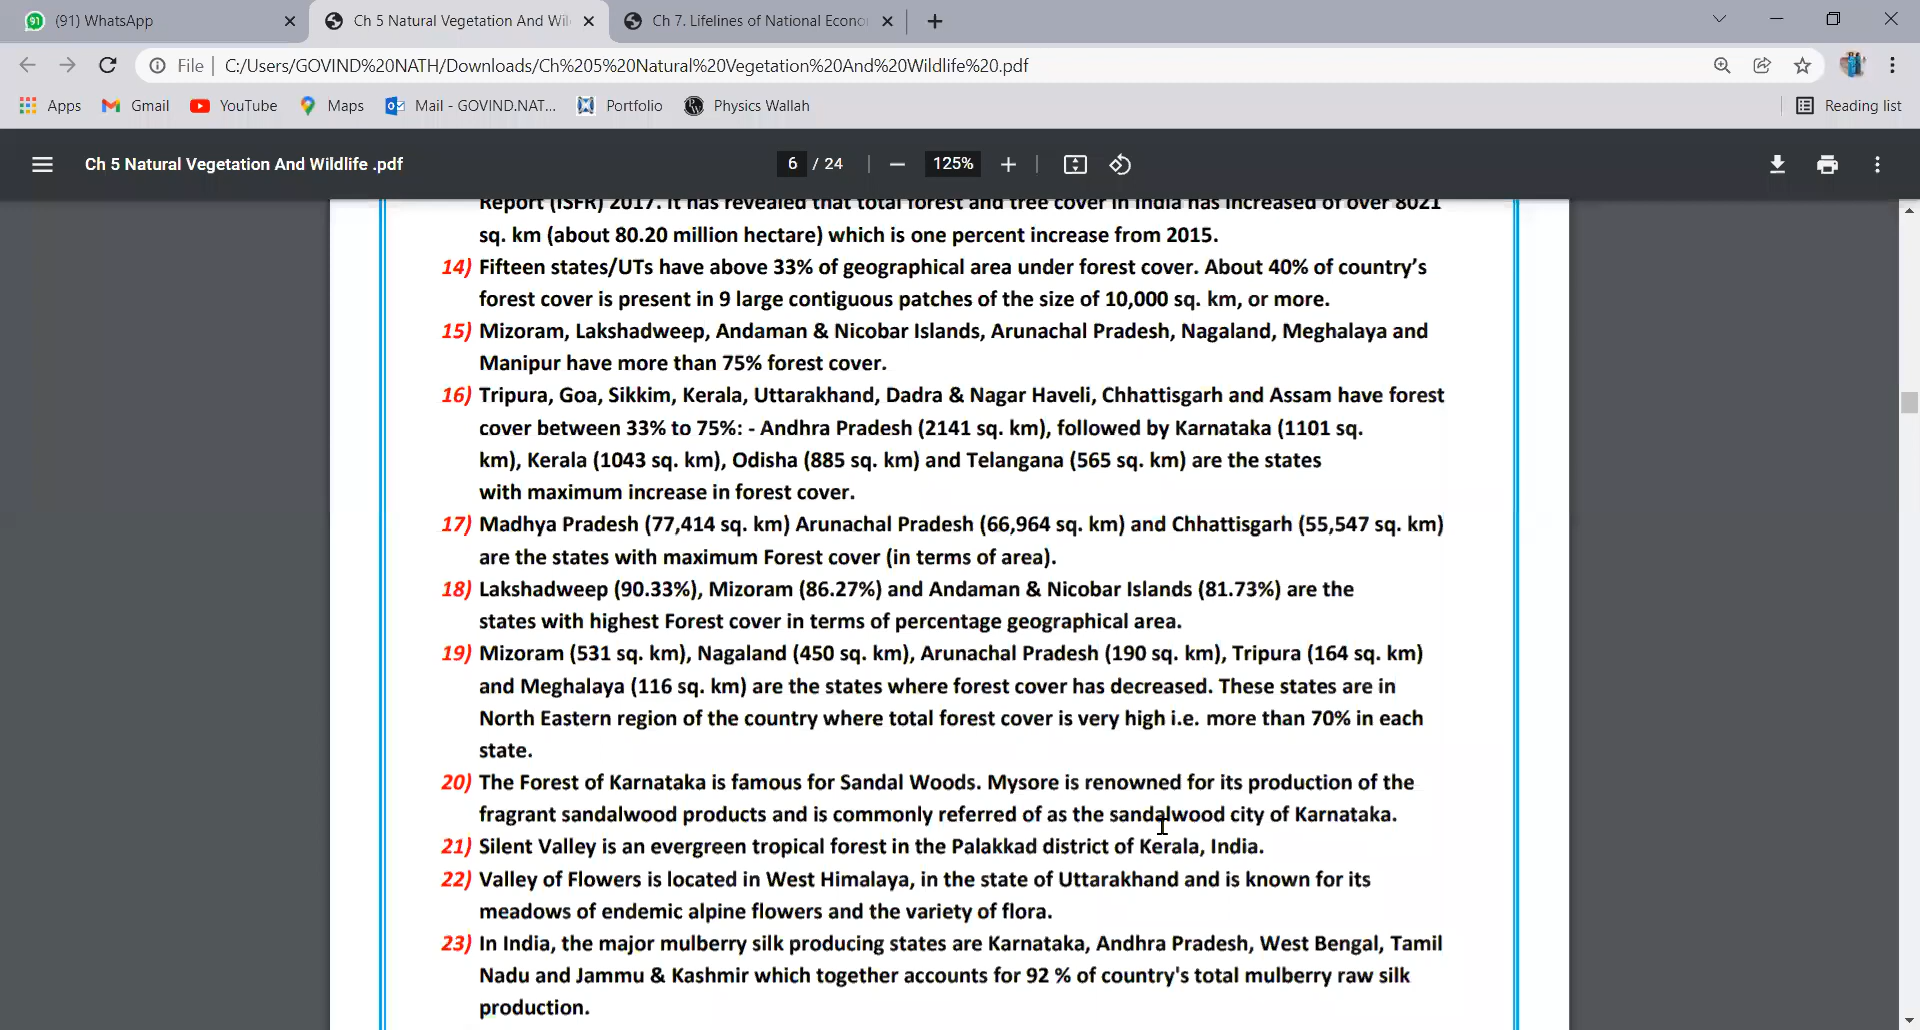 (91) WhatsApp
Ch 5 Natural Vegetation And Wil
Ch 7. Lifelines of National Econo
File
C:/Users/GOVIND%20NATH/Downloads/Ch%205%20Natural%20Vegetation%20And%20Wildlife%20.pdf
Apps
Gmail
YouTube
Maps
Mail - GOVIND.NAT...
Portfolio
Physics Wallah
Reading list
Ch 5 Natural Vegetation And Wildlife .pdf
6 / 24
125%
Report (ISFR) 2017. It has revealed that total forest and tree cover in India has increased of over 8021
sq. km (about 80.20 million hectare) which is one percent increase from 2015.
14) Fifteen states/UTs have above 33% of geographical area under forest cover. About 40% of country's
forest cover is present in 9 large contiguous patches of the size of 10,000 sq. km, or more.
15) Mizoram, Lakshadweep, Andaman & Nicobar Islands, Arunachal Pradesh, Nagaland, Meghalaya and
Manipur have more than 75% forest cover.
16) Tripura, Goa, Sikkim, Kerala, Uttarakhand, Dadra & Nagar Haveli, Chhattisgarh and Assam have forest
cover between 33% to 75%: - Andhra Pradesh (2141 sq. km), followed by Karnataka (1101 sq.
km), Kerala (1043 sq. km), Odisha (885 sq. km) and Telangana (565 sq. km) are the states
with maximum increase in forest cover.
17) Madhya Pradesh (77,414 sq. km) Arunachal Pradesh (66,964 sq. km) and Chhattisgarh (55,547 sq. km)
are the states with maximum Forest cover (in terms of area).
18) Lakshadweep (90.33%), Mizoram (86.27%) and Andaman & Nicobar Islands (81.73%) are the
states with highest Forest cover in terms of percentage geographical area.
19) Mizoram (531 sq. km), Nagaland (450 sq. km), Arunachal Pradesh (190 sq. km), Tripura (164 sq. km)
and Meghalaya (116 sq. km) are the states where forest cover has decreased. These states are in
North Eastern region of the country where total forest cover is very high i.e. more than 70% in each
state.
20) The Forest of Karnataka is famous for Sandal Woods. Mysore is renowned for its production of the
fragrant sandalwood products and is commonly referred of as the sandalwood city of Karnataka.
21) Silent Valley is an evergreen tropical forest in the Palakkad district of Kerala, India.
22) Valley of Flowers is located in West Himalaya, in the state of Uttarakhand and is known for its
meadows of endemic alpine flowers and the variety of flora.
23) In India, the major mulberry silk producing states are Karnataka, Andhra Pradesh, West Bengal, Tamil
Nadu and Jammu & Kashmir which together accounts for 92 % of country's total mulberry raw silk
production.